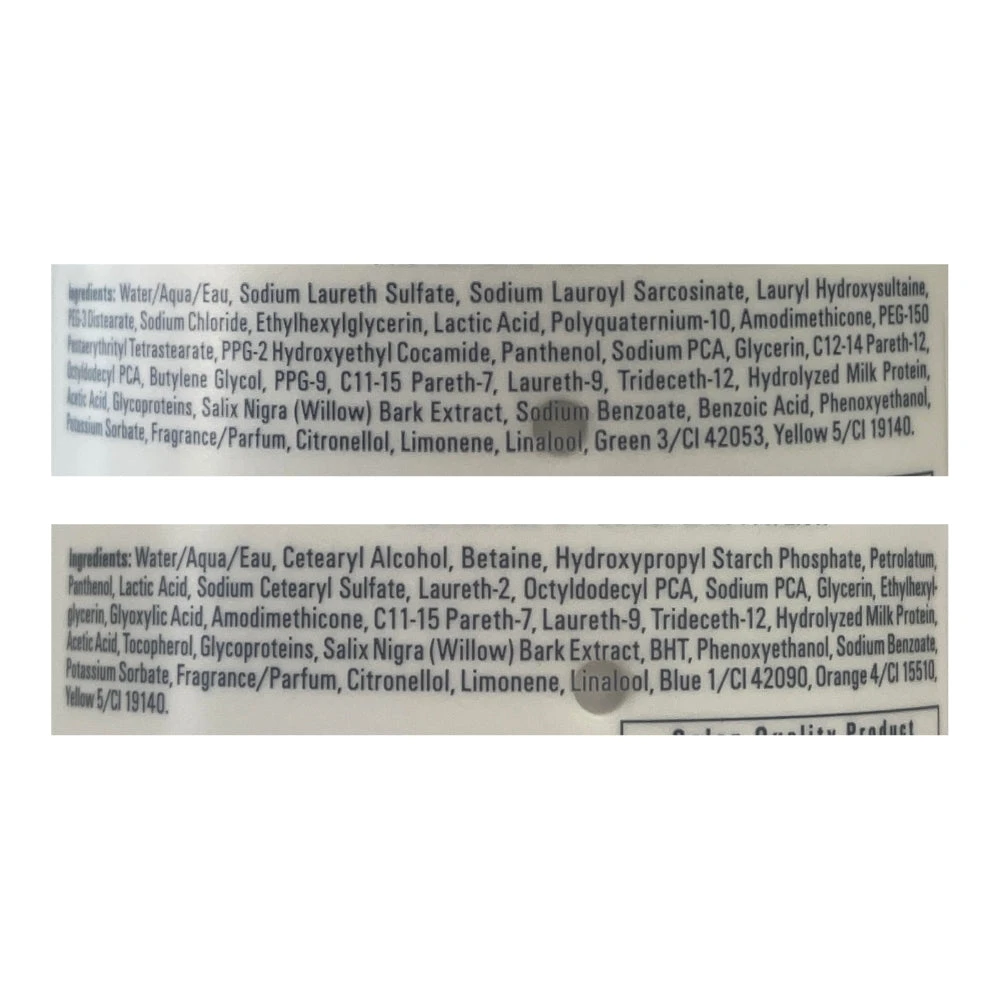 Ingredients: Water/Aqua/Eau, Sodium Laureth Sulfate, Sodium Lauroyl Sarcosinate, Lauryl Hydroxysultaine,
PEG-3 Distearate, Sodium Chloride, Ethylhexylglycerin, Lactic Acid, Polyquaternium-10, Amodimethicone, PEG-150
Pentaerythrityl Tetrastearate, PPG-2 Hydroxyethyl Cocamide, Panthenol, Sodium PCA, Glycerin, C12-14 Pareth-12,
Octyldodecyl PCA, Butylene Glycol, PPG-9, C11-15 Pareth-7, Laureth-9, Trideceth-12, Hydrolyzed Milk Protein,
Acetic Acid, Glycoproteins, Salix Nigra (Willow) Bark Extract, Sodium Benzoate, Benzoic Acid, Phenoxyethanol,
Potassium Sorbate, Fragrance/Parfum, Citronellol, Limonene, Linalool, Green 3/CI 42053, Yellow 5/CI 19140.
Ingredients: Water/Aqua/Eau, Cetearyl Alcohol, Betaine, Hydroxypropyl Starch Phosphate, Petrolatum,
Panthenol, Lactic Acid, Sodium Cetearyl Sulfate, Laureth-2, Octyldodecyl PCA, Sodium PCA, Glycerin, Ethylhexyl-
glycerin, Glyoxylic Acid, Amodimethicone, C11-15 Pareth-7, Laureth-9, Trideceth-12, Hydrolyzed Milk Protein,
Acetic Acid, Tocopherol, Glycoproteins, Salix Nigra (Willow) Bark Extract, BHT, Phenoxyethanol, Sodium Benzoate,
Potassium Sorbate, Fragrance/Parfum, Citronellol, Limonene, Linalool, Blue 1/CI 42090, Orange 4/CI 15510,
Yellow 5/CI 19140.
Quality Product